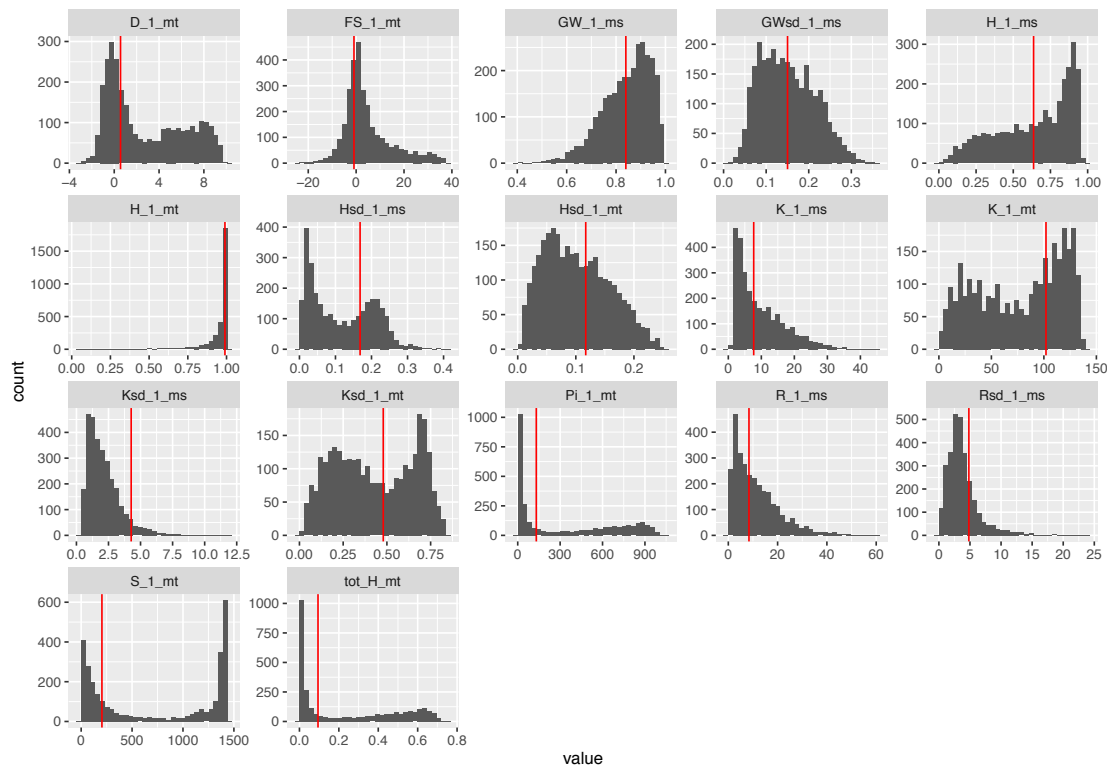 D_1_mt FS_1_mt GW_1_ms GWsd_1_ms H_1_ms
300 200 100 0 −4 0 4 8
400 300 200 100 0 −20 0 20 40
200 100 0 0.4 0.6 0.8 1.0
200 150 100 50 0 0.0 0.1 0.2 0.3
300 200 100 0 0.00 0.25 0.50 0.75 1.00
H_1_mt Hsd_1_ms Hsd_1_mt K_1_ms K_1_mt
1500 1000 500 0 0.00 0.25 0.50 0.75 1.00
400 300 200 100 0 0.0 0.1 0.2 0.3 0.4
150 100 50 0 0.0 0.1 0.2
400 300 200 100 0 0 10 20 30 40
150 100 50 0 0 50 100 150
count
Ksd_1_ms Ksd_1_mt Pi_1_mt R_1_ms Rsd_1_ms
400 300 200 100 0 0.0 2.5 5.0 7.5 10.0 12.5
150 100 50 0 0.00 0.25 0.50 0.75
1000 750 500 250 0 0 300 600 900
400 300 200 100 0 0 20 40 60
500 400 300 200 100 0 0 5 10 15 20 25
S_1_mt tot_H_mt
600 400 200 0 0 500 1000 1500
1000 750 500 250 0 0.0 0.2 0.4 0.6 0.8
value